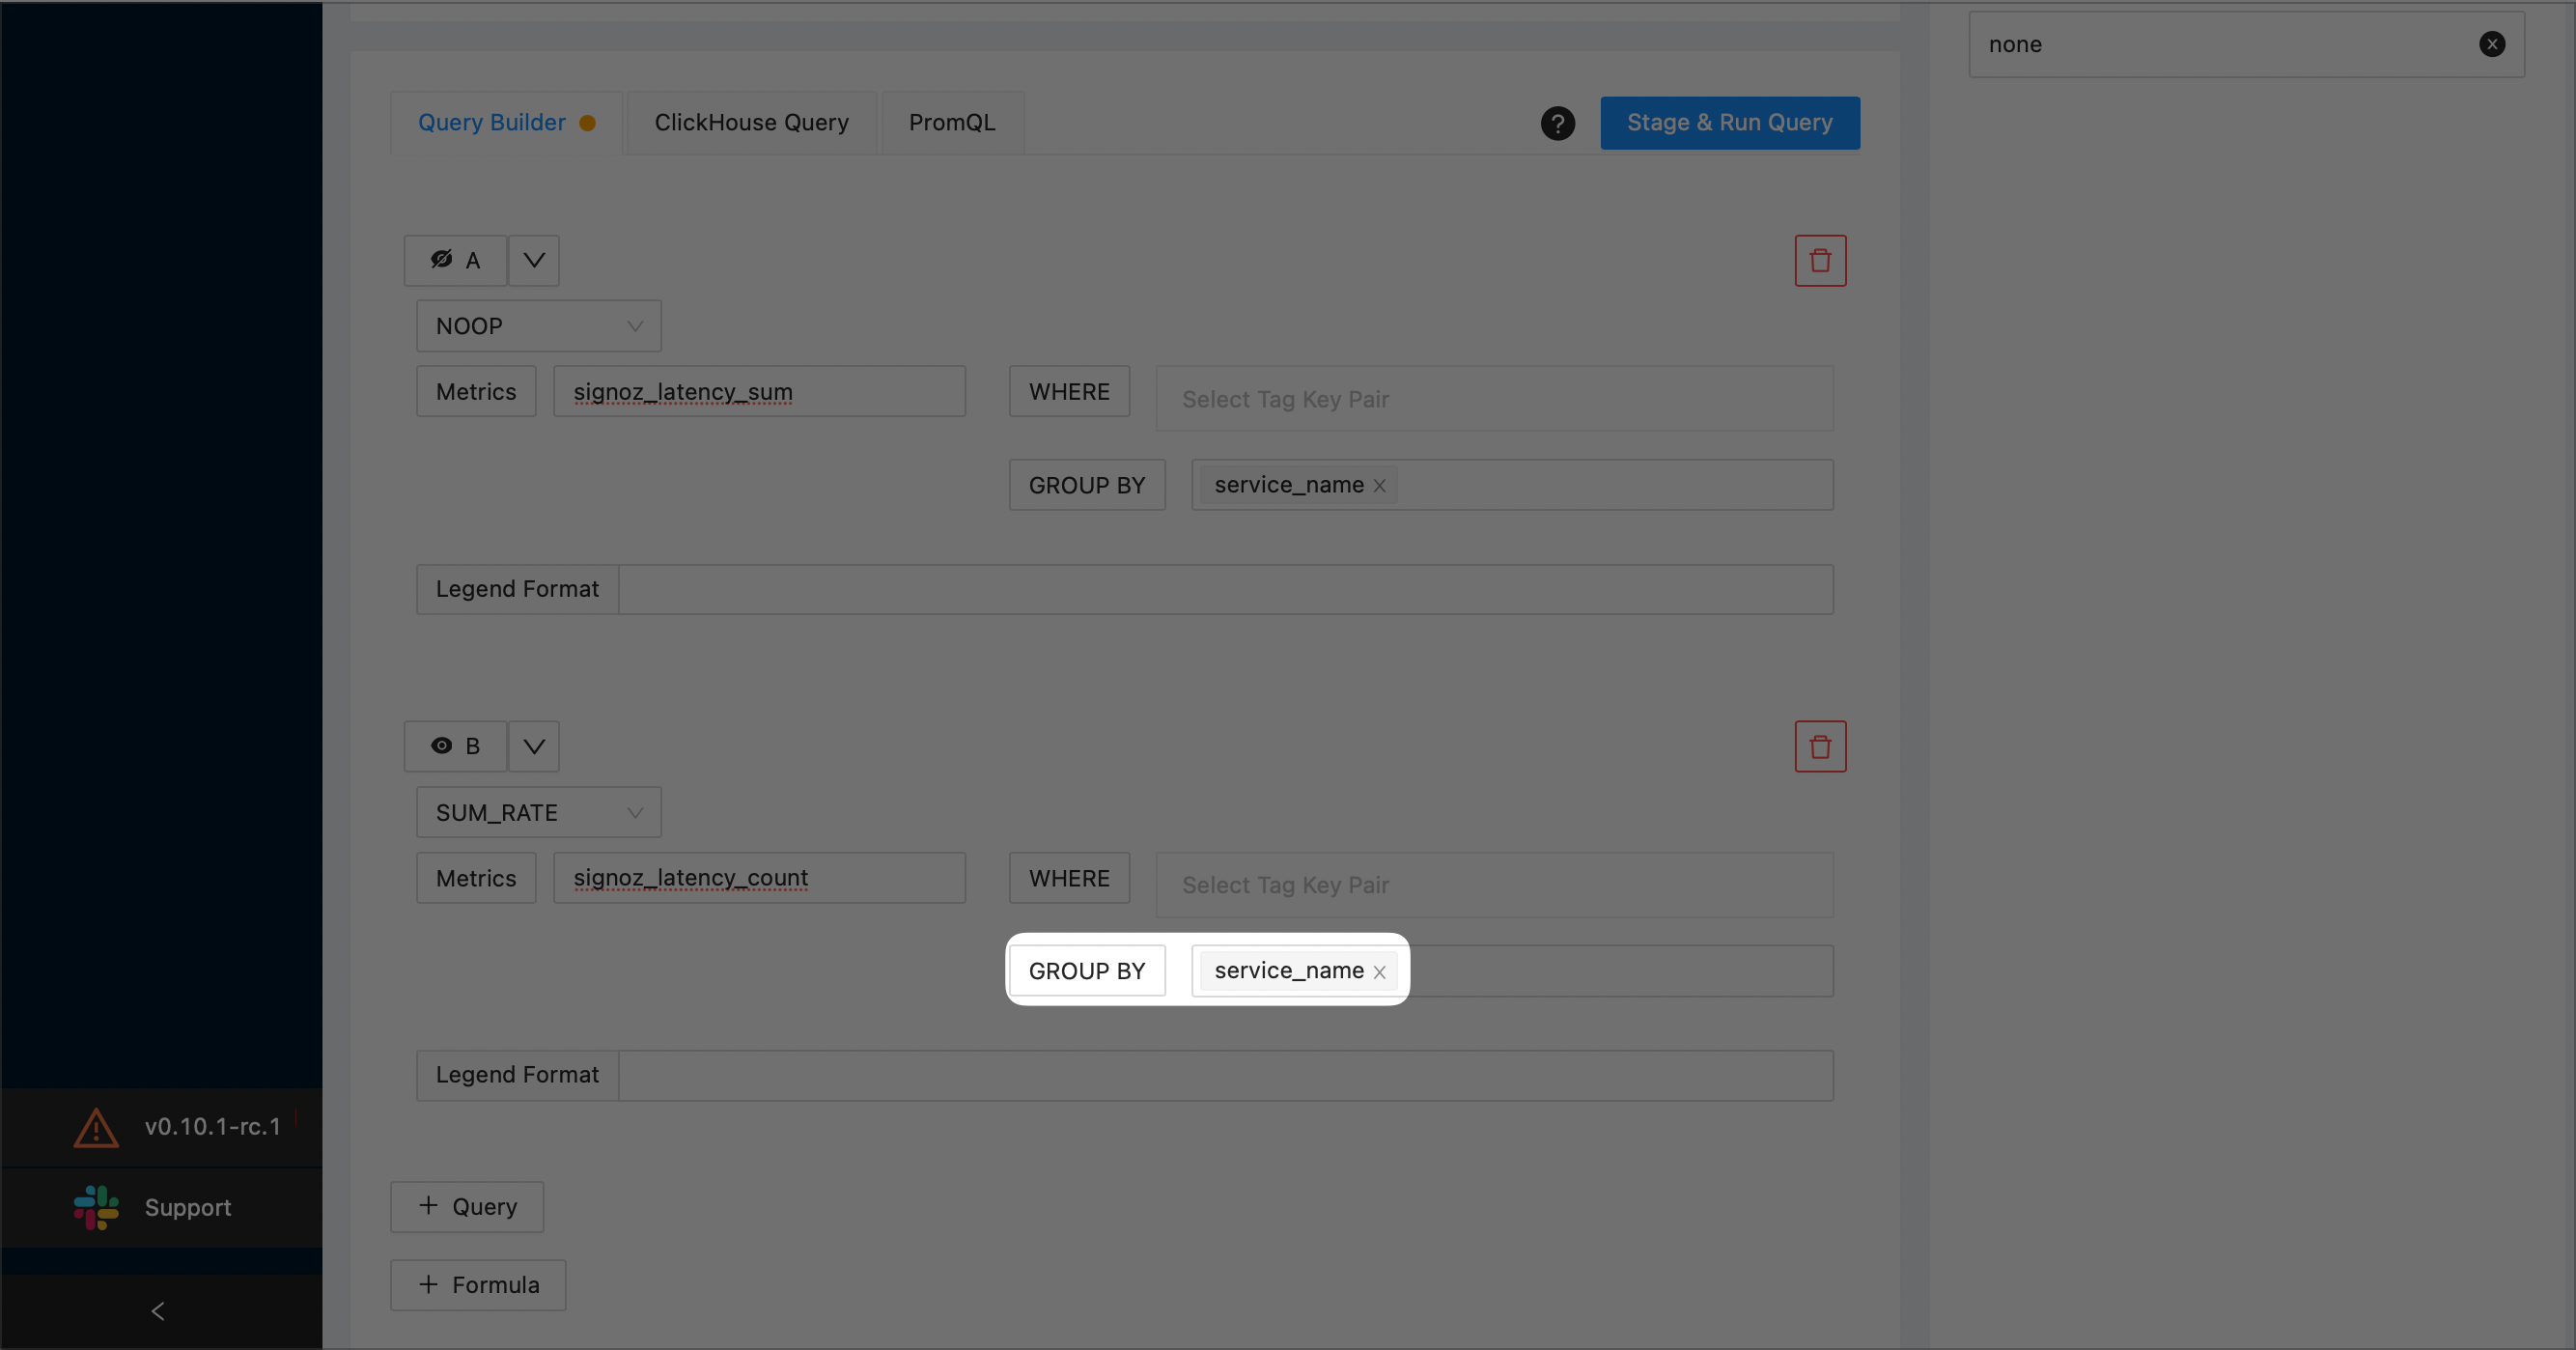 none
Query Builder
ClickHouse Query
PromQL
?
Stage & Run Query
A
NOOP
Metrics
signoz_latency_sum
WHERE
Select Tag Key Pair
GROUP BY
service_name
Legend Format
B
SUM_RATE
Metrics
signoz_latency_count
WHERE
Select Tag Key Pair
GROUP BY
service_name
Legend Format
v0.10.1-rc.1
Support
+ Query
+ Formula